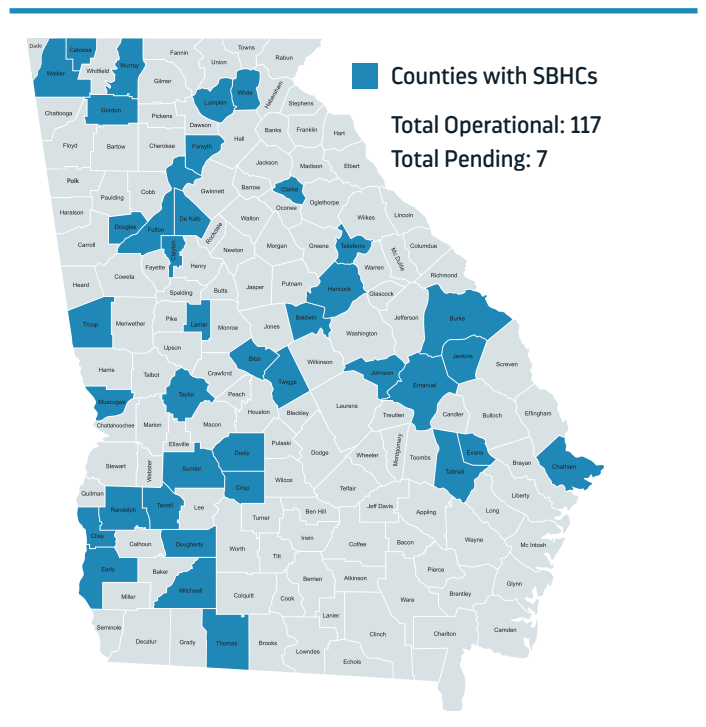 Counties with SBHCs
Total Operational: 117
Total Pending: 7
Dade
Catoosa
Walker
Whitfield
Murray
Fannin
Union
Towns
Rabun
Gilmer
Lumpkin
White
Habersham
Stephens
Chattooga
Gordon
Pickens
Dawson
Hall
Banks
Franklin
Hart
Floyd
Bartow
Cherokee
Forsyth
Jackson
Madison
Elbert
Polk
Paulding
Cobb
Gwinnett
Barrow
Clarke
Oconee
Oglethorpe
Wilkes
Lincoln
Haralson
Douglas
Fulton
De Kalb
Rockdale
Walton
Morgan
Greene
Taliaferro
Mc Duffie
Columdue
Carroll
Clayton
Fayette
Henry
Newton
Warren
Richmond
Heard
Coweta
Spalding
Butts
Jasper
Putnam
Hancock
Glascock
Troup
Meriwether
Pike
Lamar
Monroe
Jones
Baldwin
Washington
Jefferson
Burke
Upson
Harris
Talbot
Crawford
Bibb
Twiggs
Wilkinson
Johnson
Emanuel
Jenkins
Screven
Muscogee
Taylor
Peach
Houston
Bleckley
Laurens
Treutlen
Candler
Bulloch
Effingham
Chattahoochee
Marion
Macon
Ellaville
Stewart
Webster
Sumter
Dooly
Pulaski
Dodge
Wheeler
Montgomery
Toombs
Tattnall
Evans
Brayan
Chatham
Quitman
Randolph
Terrell
Lee
Crisp
Wilcox
Telfair
Liberty
Clay
Calhoun
Dougherty
Worth
Turner
Ben Hill
Jeff Davis
Appling
Long
Early
Baker
Tift
Irwin
Coffee
Bacon
Wayne
Mc Intosh
Miller
Mitcheell
Colquitt
Cook
Berrien
Atkinson
Pierce
Brantley
Glynn
Seminole
Decatur
Grady
Thomas
Brooks
Lowndes
Lanier
Echols
Clinch
Ware
Charlton
Camden